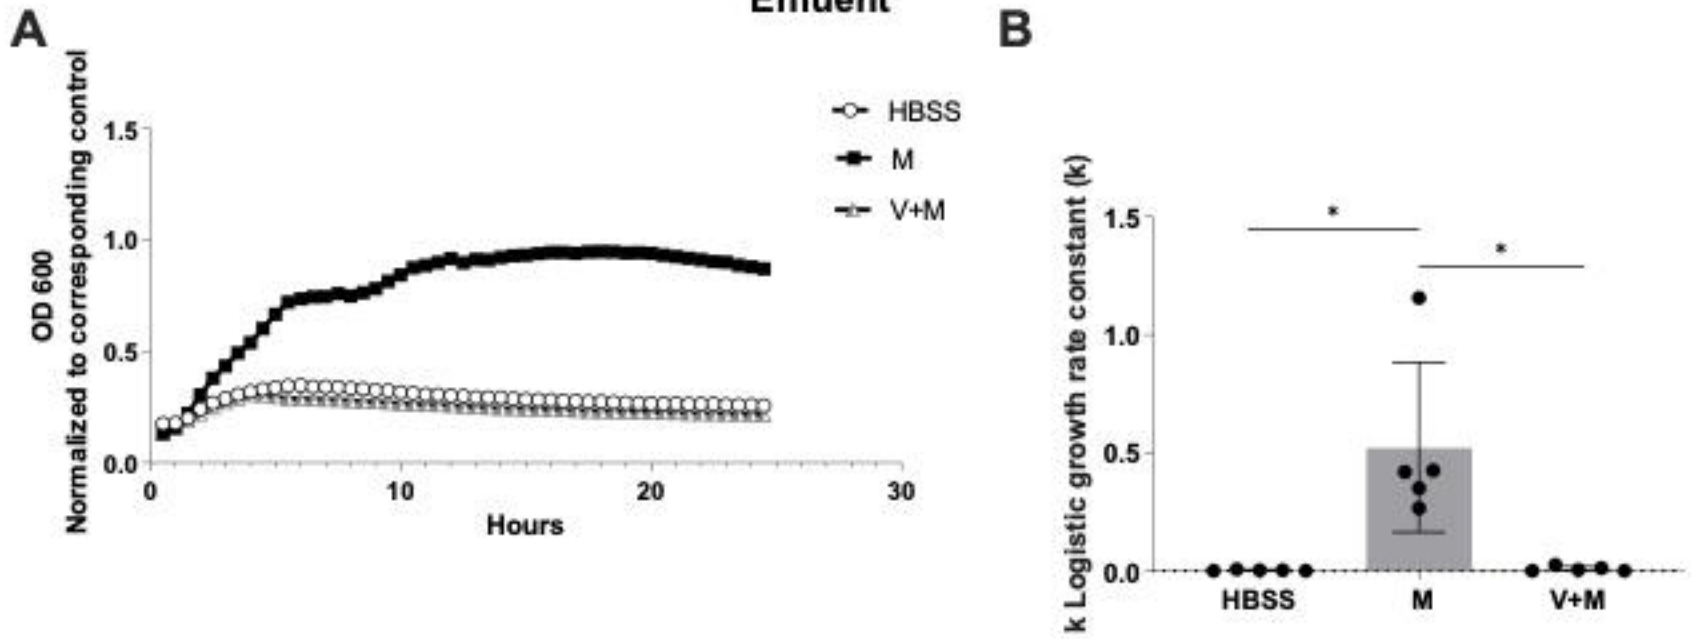 Effluent
A
OD 600
Normalized to corresponding control
1.5
1.0
0.5
0.0
0
10
20
30
Hours
HBSS
M
V+M
B
k Logistic growth rate constant (k)
1.5
1.0
0.5
0.0
*
*
HBSS
M
V+M